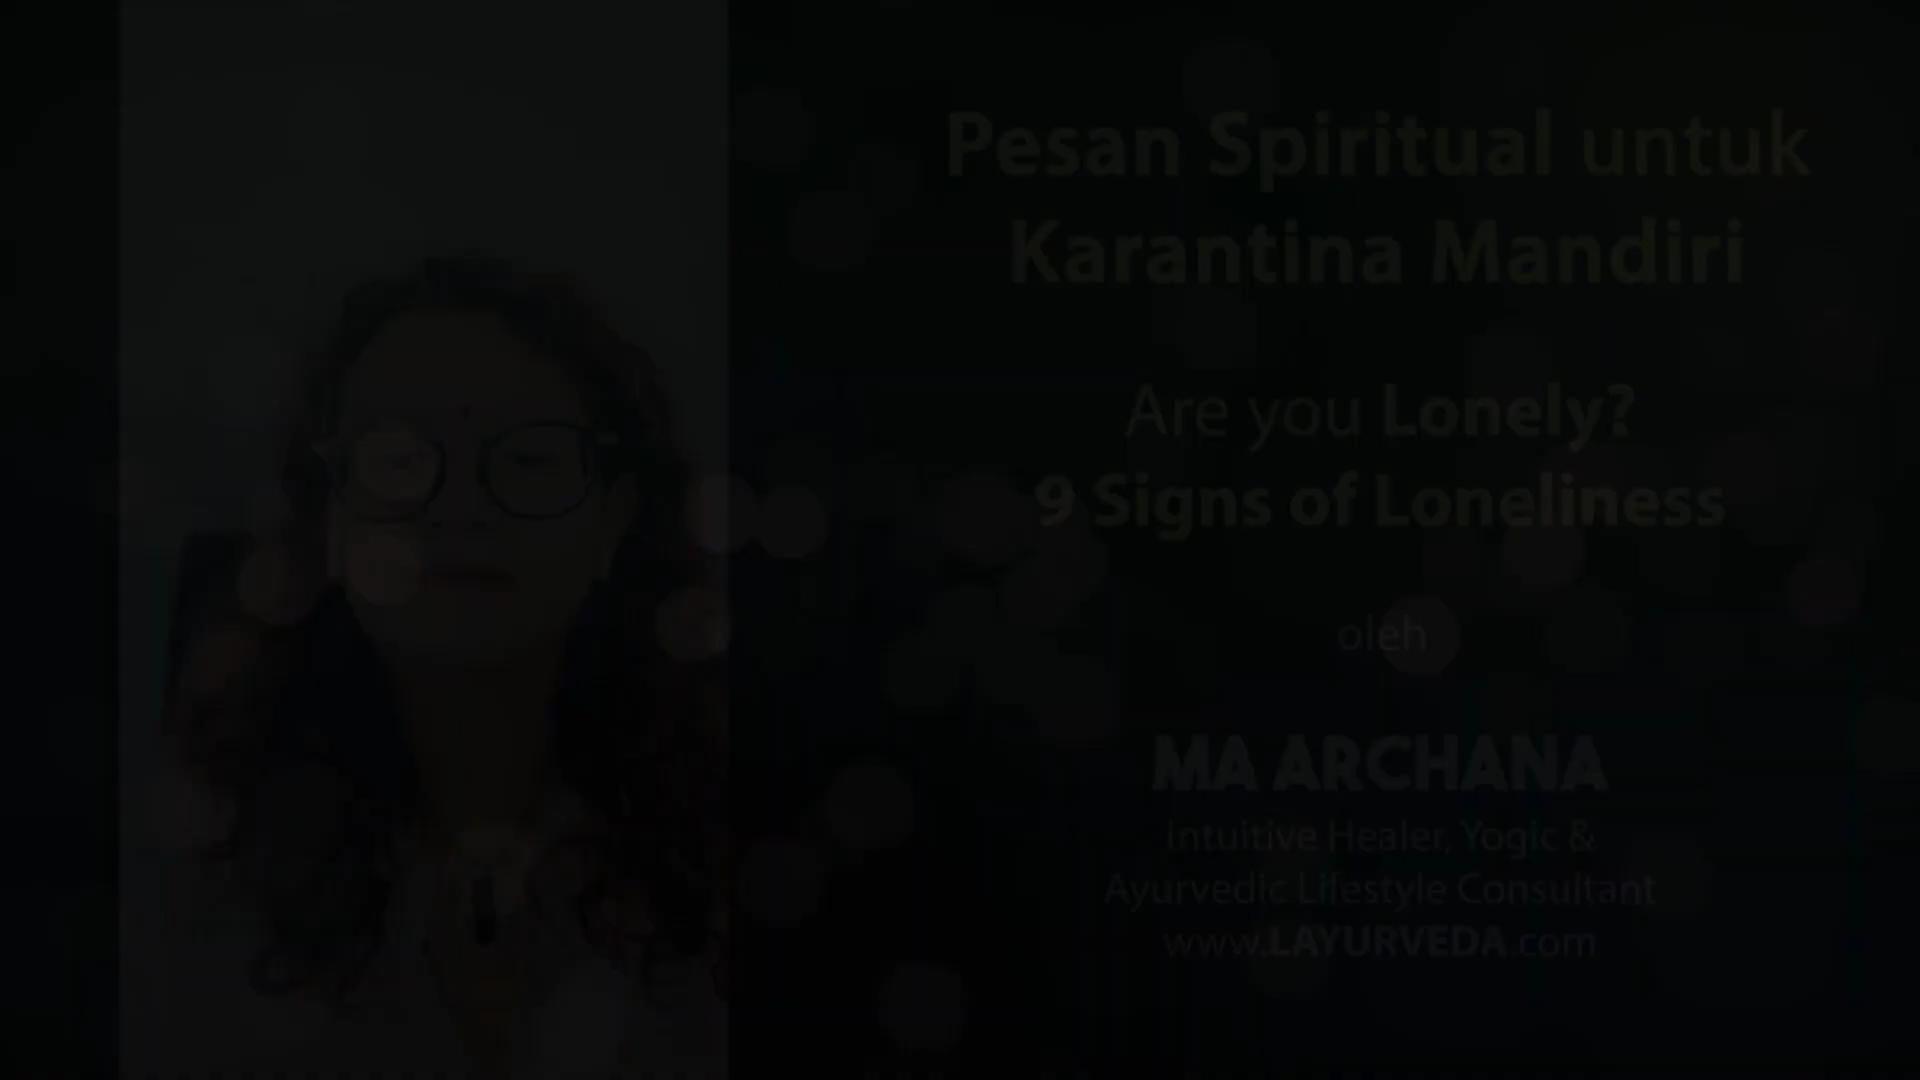 Pesan Spiritual untuk
Karantina Mandiri
Are you Lonely?
9 Signs of Loneliness
oleh
MA ARCHANA
Intuitive Healer, Yogic &
Ayurvedic Lifestyle Consultant
www.LAYURVEDA.com